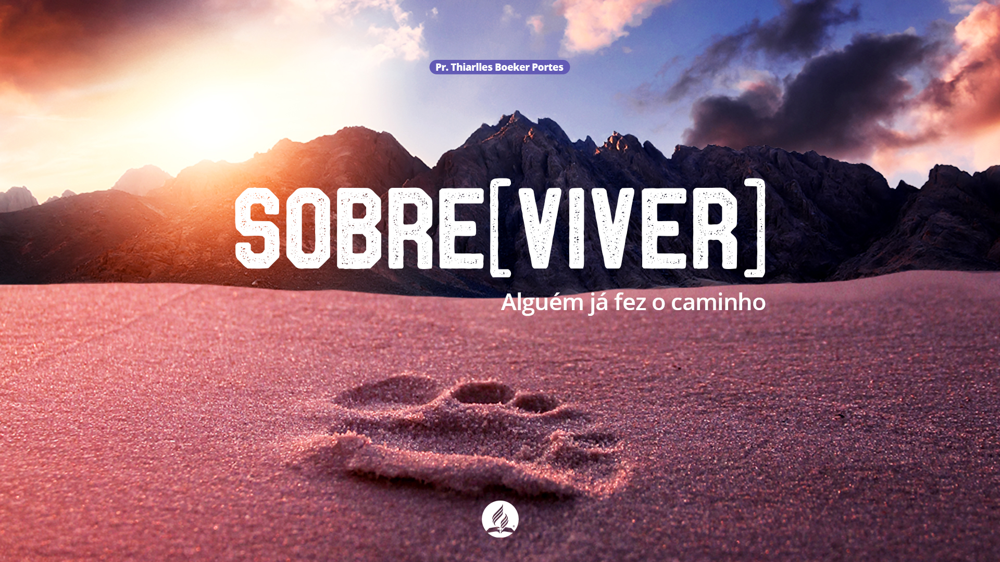 Pr. Thiarlles Boeker Portes
SOBRE[VIVER]
Alguém já fez o caminho